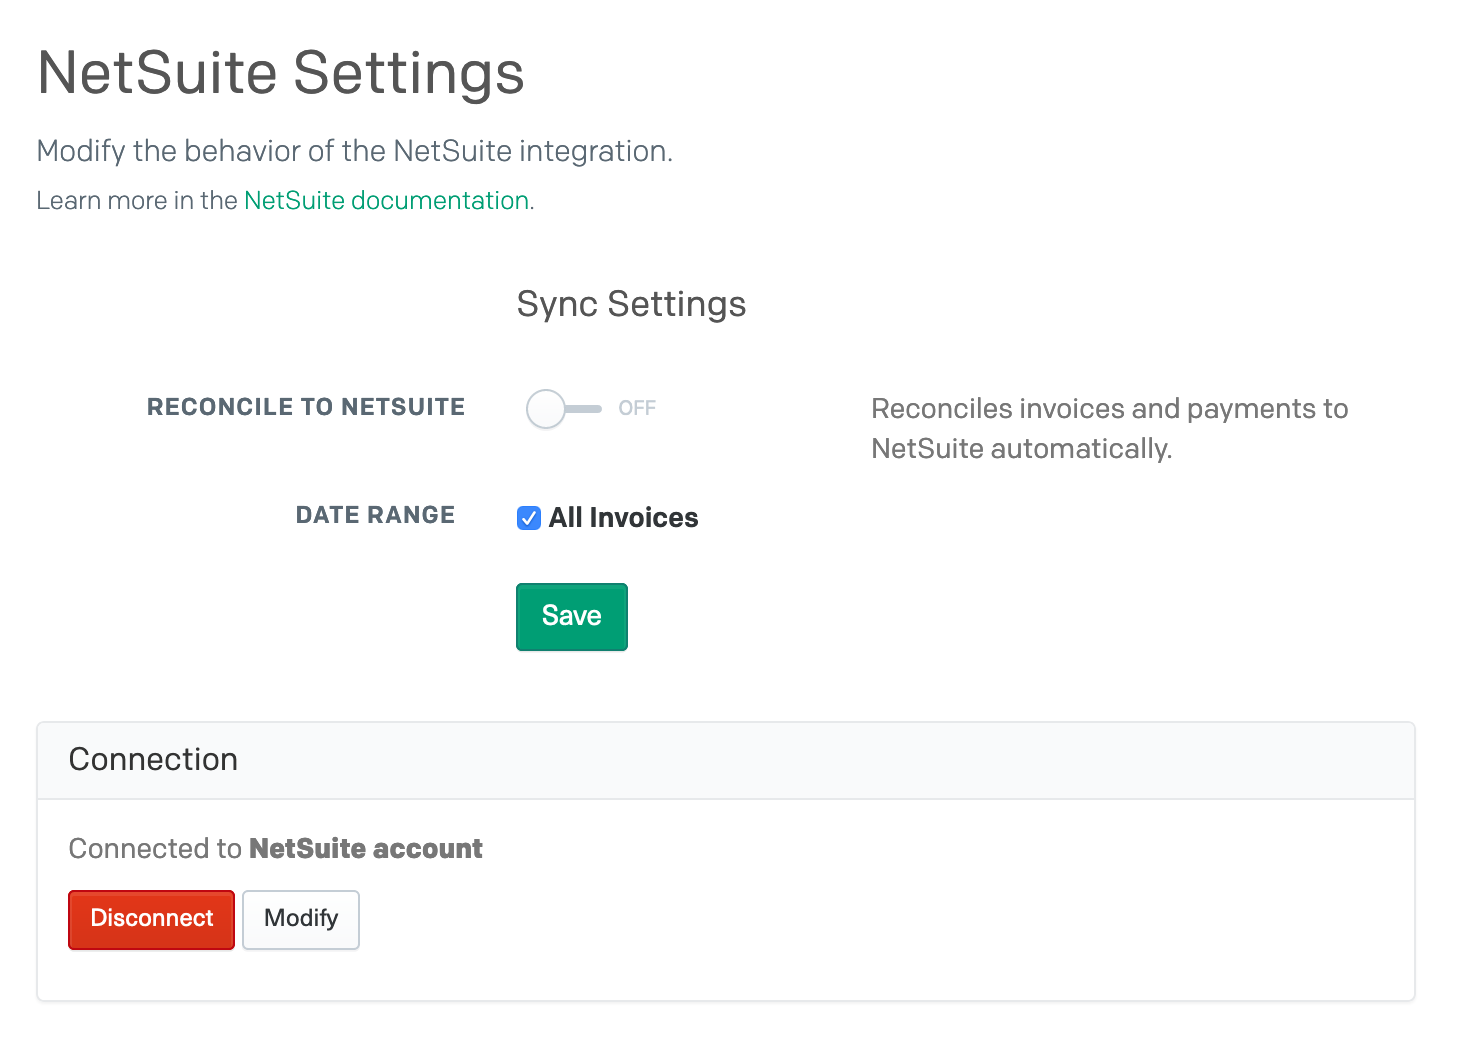 NetSuite Settings
Modify the behavior of the NetSuite integration.
Learn more in the NetSuite documentation.
Sync Settings
RECONCILE TO NETSUITE
OFF
Reconciles invoices and payments to
NetSuite automatically.
DATE RANGE
All Invoices
Save
Connection
Connected to NetSuite account
Disconnect
Modify